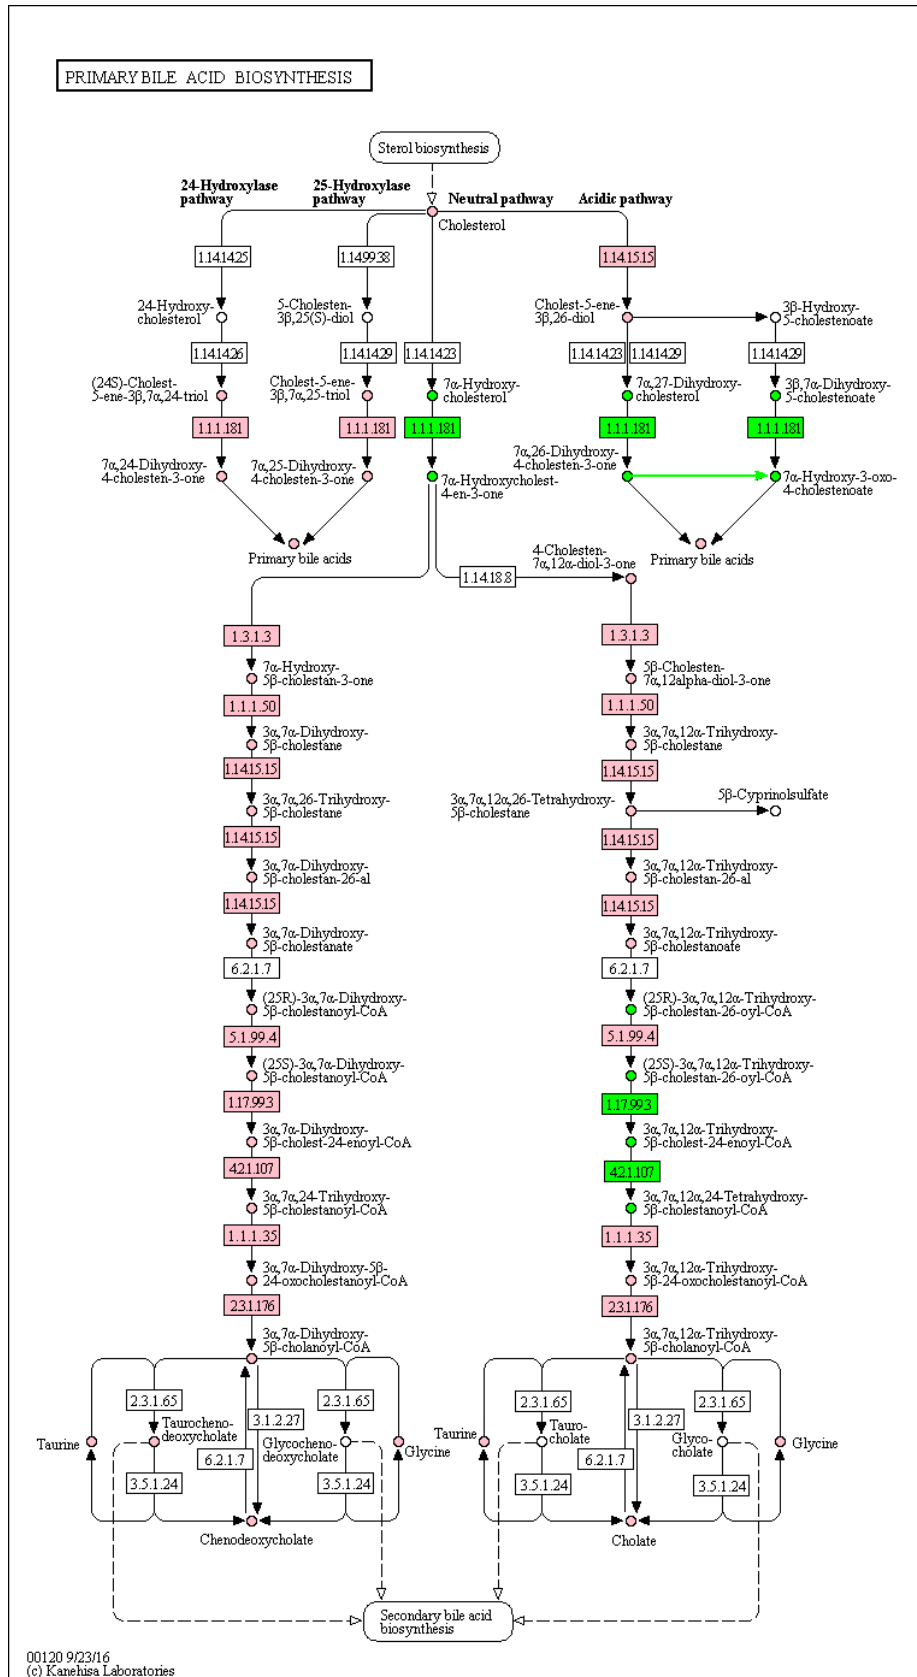 PRIMARY BILE ACID BIOSYNTHESIS
Sterol biosynthesis
24-Hydroxylase
pathway
25-Hydroxylase
pathway
Neutral pathway
Acidic pathway
Cholesterol
1.14.14.25
1.14.99.38
1.14.15.15
24-Hydroxy-
cholesterol
5-Cholesten-
3β,25(S)-diol
Cholest-5-ene-
3β,26-diol
3β-Hydroxy-
5-cholestenoate
1.14.14.26
1.14.14.29
1.14.14.23
1.14.14.23
1.14.14.29
1.14.14.29
(24S)-Cholest-
5-ene-3β,7α,24-triol
Cholest-5-ene-
3β,7α,25-triol
7α-Hydroxy-
cholesterol
7α,27-Dihydroxy-
cholesterol
3β,7α-Dihydroxy-
5-cholestenoate
1.1.1.181
1.1.1.181
1.1.1.181
1.1.1.181
1.1.1.181
7α,24-Dihydroxy-
4-cholesten-3-one
7α,25-Dihydroxy-
4-cholesten-3-one
7α-Hydroxycholest-
4-en-3-one
7α,26-Dihydroxy-
4-cholesten-3-one
7α-Hydroxy-3-oxo-
4-cholestenoate
Primary bile acids
Primary bile acids
4-Cholesten-
7α,12α-diol-3-one
1.14.18.8
1.3.1.3
1.3.1.3
7α-Hydroxy-
5β-cholestan-3-one
5β-Cholesten-
7α,12alpha-diol-3-one
1.1.1.50
1.1.1.50
3α,7α-Dihydroxy-
5β-cholestane
3α,7α,12α-Trihydroxy-
5β-cholestane
1.14.15.15
1.14.15.15
3α,7α,26-Trihydroxy-
5β-cholestane
3α,7α,12α,26-Tetrahydroxy-
5β-cholestane
5β-Cyprinolsulfate
1.14.15.15
1.14.15.15
3α,7α-Dihydroxy-
5β-cholestan-26-al
3α,7α,12α-Trihydroxy-
5β-cholestan-26-al
1.14.15.15
1.14.15.15
3α,7α-Dihydroxy-
5β-cholestanate
3α,7α,12α-Trihydroxy-
5β-cholestanoate
6.2.1.7
6.2.1.7
(25R)-3α,7α-Dihydroxy-
5β-cholestanoyl-CoA
(25R)-3α,7α,12α-Trihydroxy-
5β-cholestan-26-oyl-CoA
5.1.99.4
5.1.99.4
(25S)-3α,7α-Dihydroxy-
5β-cholestanoyl-CoA
(25S)-3α,7α,12α-Trihydroxy-
5β-cholestan-26-oyl-CoA
1.17.99.3
1.17.99.3
3α,7α-Dihydroxy-
5β-cholest-24-enoyl-CoA
3α,7α,12α-Trihydroxy-
5β-cholest-24-enoyl-CoA
4.2.1.107
4.2.1.107
3α,7α,24-Trihydroxy-
5β-cholestanoyl-CoA
3α,7α,12α,24-Tetrahydroxy-
5β-cholestanoyl-CoA
1.1.1.35
1.1.1.35
3α,7α-Dihydroxy-5β-
24-oxocholestanoyl-CoA
3α,7α,12α-Trihydroxy-
5β-24-oxocholestanoyl-CoA
2.3.1.176
2.3.1.176
3α,7α-Dihydroxy-
5β-cholanoyl-CoA
3α,7α,12α-Trihydroxy-
5β-cholanoyl-CoA
2.3.1.65
2.3.1.65
2.3.1.65
2.3.1.65
3.1.2.27
3.1.2.27
Taurine
Taurocheno-
deoxycholate
Glycocheno-
deoxycholate
Glycine
Taurine
Tauro-
cholate
Glyco-
cholate
Glycine
6.2.1.7
6.2.1.7
3.5.1.24
3.5.1.24
3.5.1.24
3.5.1.24
Chenodeoxycholate
Cholate
Secondary bile acid
biosynthesis
00120 9/23/16
(c) Kanehisa Laboratories